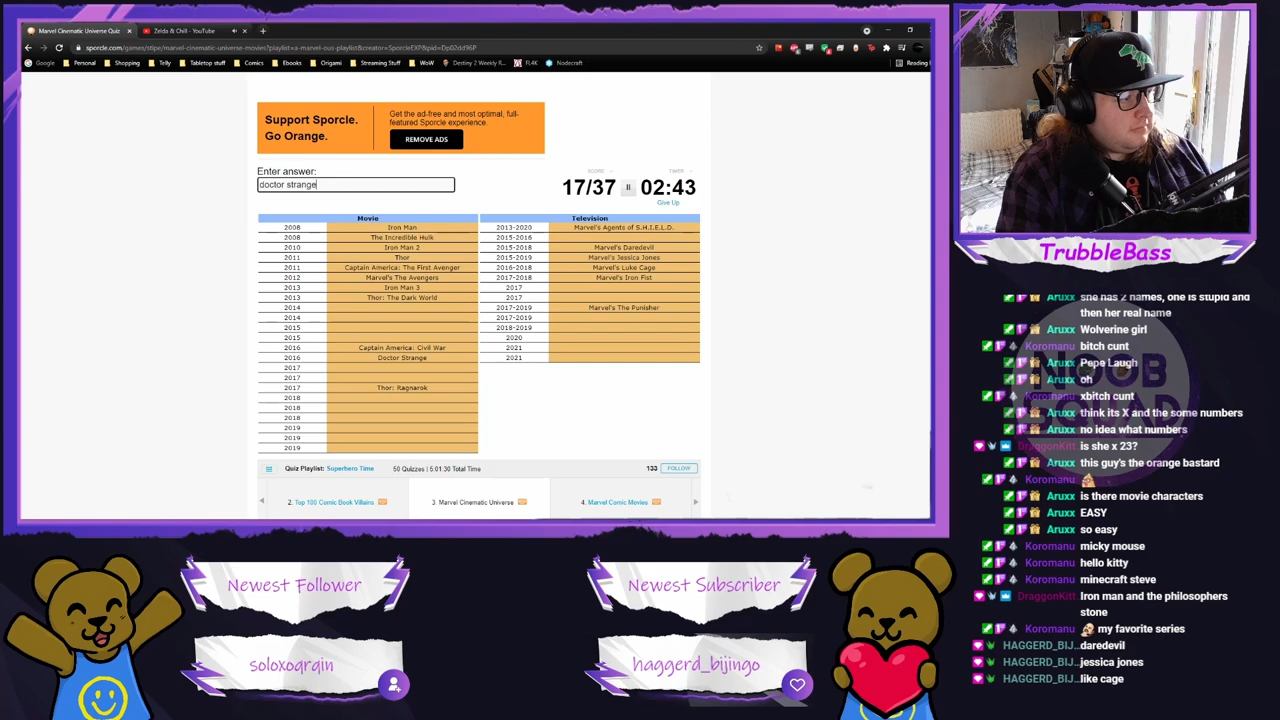 Marvel Cinematic Universe Quiz
Zelda & Chill - YouTube
sporcle.com/games/stipe/marvel-cinematic-universe-movies?playlist=a-marvel-ous-playlist&creator=SporcleEXP&pid=Dp02dd96P
Google Personal Shopping Telly Tabletop stuff Comics Ebooks Origami Streaming Stuff WoW Destiny 2 Weekly R... FL4K Nodecraft Reading
Support Sporcle.
Go Orange.
Get the ad-free and most optimal, full-
featured Sporcle experience.
REMOVE ADS
Enter answer:
doctor strange
SCORE
17/37
TIMER
02:43
Give Up
Movie
2008 Iron Man
2008 The Incredible Hulk
2010 Iron Man 2
2011 Thor
2011 Captain America: The First Avenger
2012 Marvel's The Avengers
2013 Iron Man 3
2013 Thor: The Dark World
2014
2014
2015
2015
2016 Captain America: Civil War
2016 Doctor Strange
2017
2017
2017 Thor: Ragnarok
2018
2018
2018
2019
2019
2019
Television
2013-2020 Marvel's Agents of S.H.I.E.L.D.
2015-2016
2015-2018 Marvel's Daredevil
2015-2019 Marvel's Jessica Jones
2016-2018 Marvel's Luke Cage
2017-2018 Marvel's Iron Fist
2017
2017
2017-2019 Marvel's The Punisher
2017-2019
2018-2019
2020
2021
2021
Quiz Playlist: Superhero Time 50 Quizzes | 5:01:30 Total Time
133 FOLLOW
2. Top 100 Comic Book Villains
3. Marvel Cinematic Universe
4. Marvel Comic Movies
TrubbleBass
NOOB
SQUAD
Aruxx she has 2 names, one is stupid and
then her real name
Aruxx Wolverine girl
Koromanu bitch cunt
Aruxx Pepe Laugh
Aruxx oh
Koromanu xbitch cunt
Aruxx think its X and the some numbers
Aruxx no idea what numbers
DraggonKitt is she x 23?
Aruxx this guy's the orange bastard
Koromanu
Aruxx is there movie characters
Aruxx EASY
Aruxx so easy
Koromanu micky mouse
Koromanu hello kitty
Koromanu minecraft steve
DraggonKitt Iron man and the philosophers
stone
Koromanu my favorite series
HAGGERD_BIJ... daredevil
HAGGERD_BIJ... jessica jones
HAGGERD_BIJ... like cage
Newest Follower
soloxoqrqin
Newest Subscriber
haggerd_bijingo